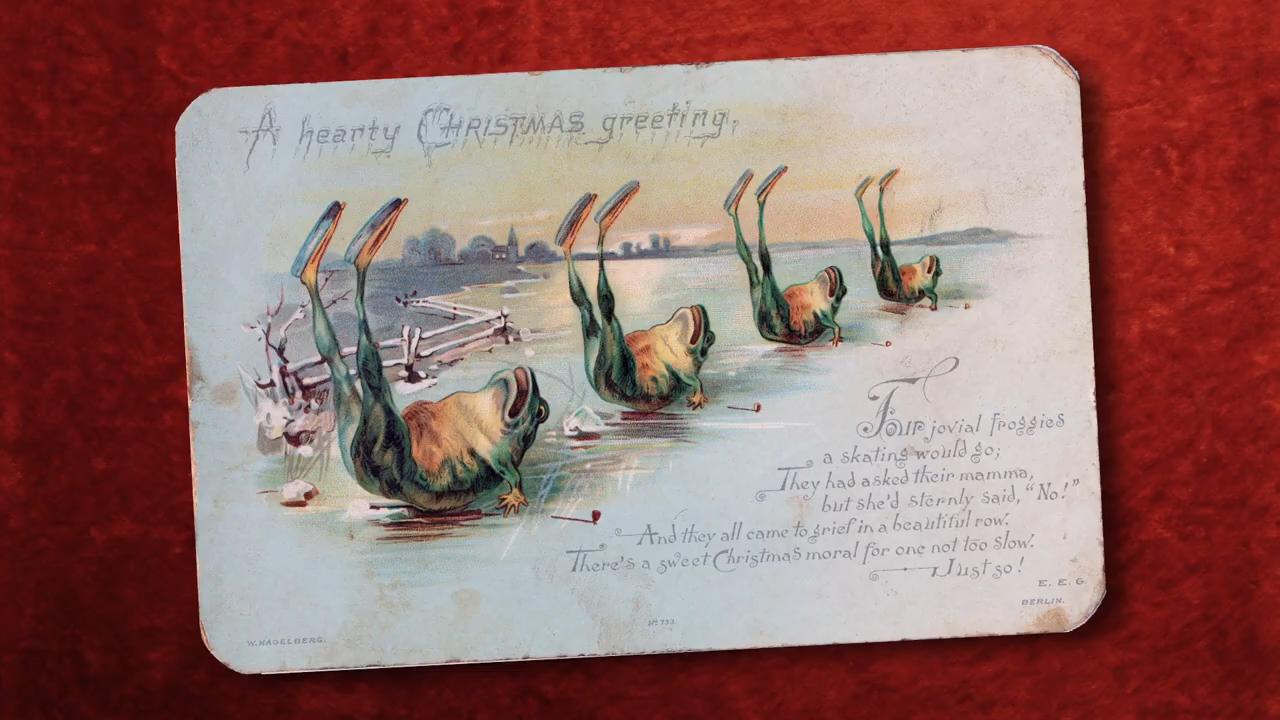 A hearty CHRISTMAS greeting.
Four jovial froggies
a skating would go;
They had asked their mamma,
but she'd sternly said, "No!"
And they all came to grief in a beautiful row.
There's a sweet Christmas moral for one not too slow.
Just so!
E. E. G.
BERLIN.
W. HAGELBERG.
No 793.